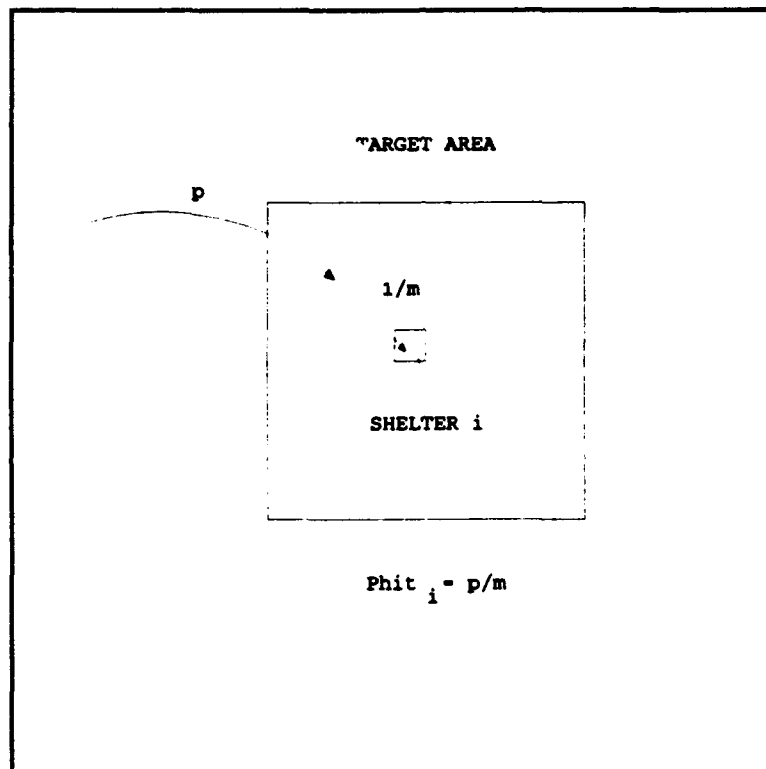 TARGET AREA
p
1/m
SHELTER i
Phit i = p/m